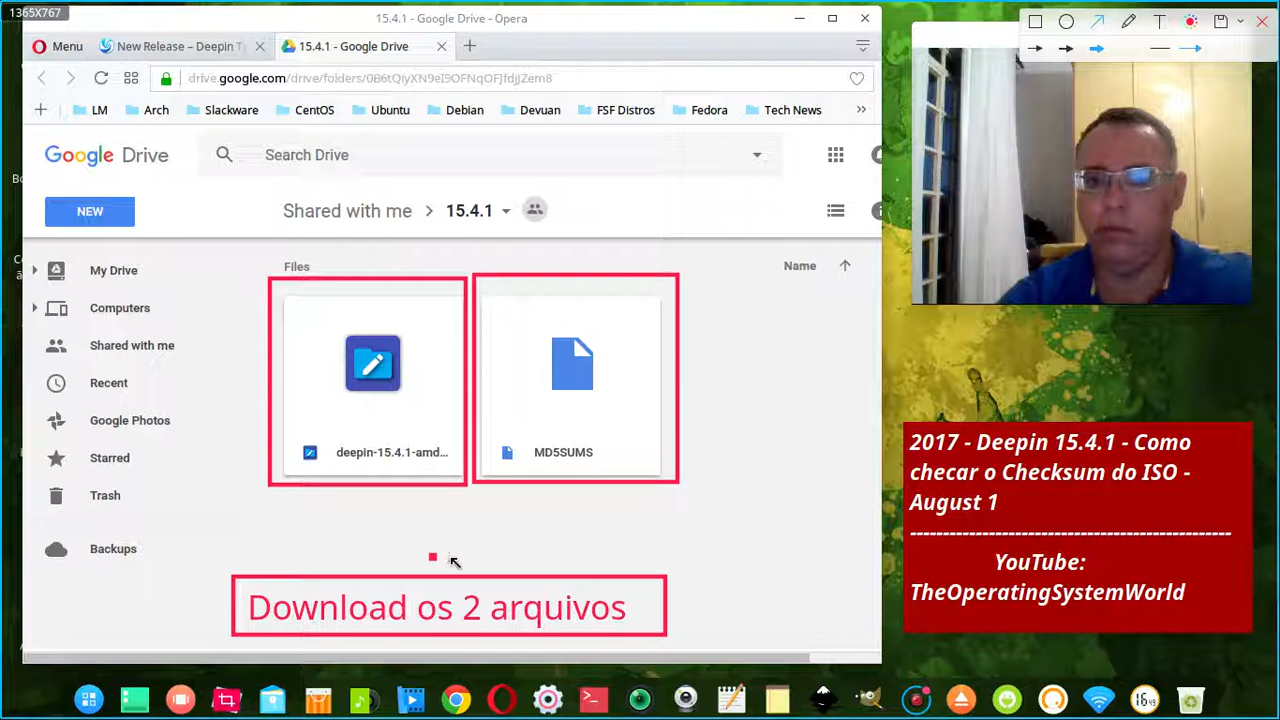 1365X767
15.4.1 - Google Drive - Opera
Menu
New Release – Deepin T
15.4.1 - Google Drive
drive.google.com/drive/folders/0B6tQiyXN9eI9OFNqOFJfdjJZem8
LM
Arch
Slackware
CentOS
Ubuntu
Debian
Devuan
FSF Distros
Fedora
Tech News
Google Drive
Search Drive
NEW
Shared with me
15.4.1
My Drive
Computers
Shared with me
Recent
Google Photos
Starred
Trash
Backups
Files
Name
deepin-15.4.1-amd...
MD5SUMS
Download os 2 arquivos
2017 - Deepin 15.4.1 - Como
checar o Checksum do ISO -
August 1
-----------------------------------------------
YouTube:
TheOperatingSystemWorld
16 49